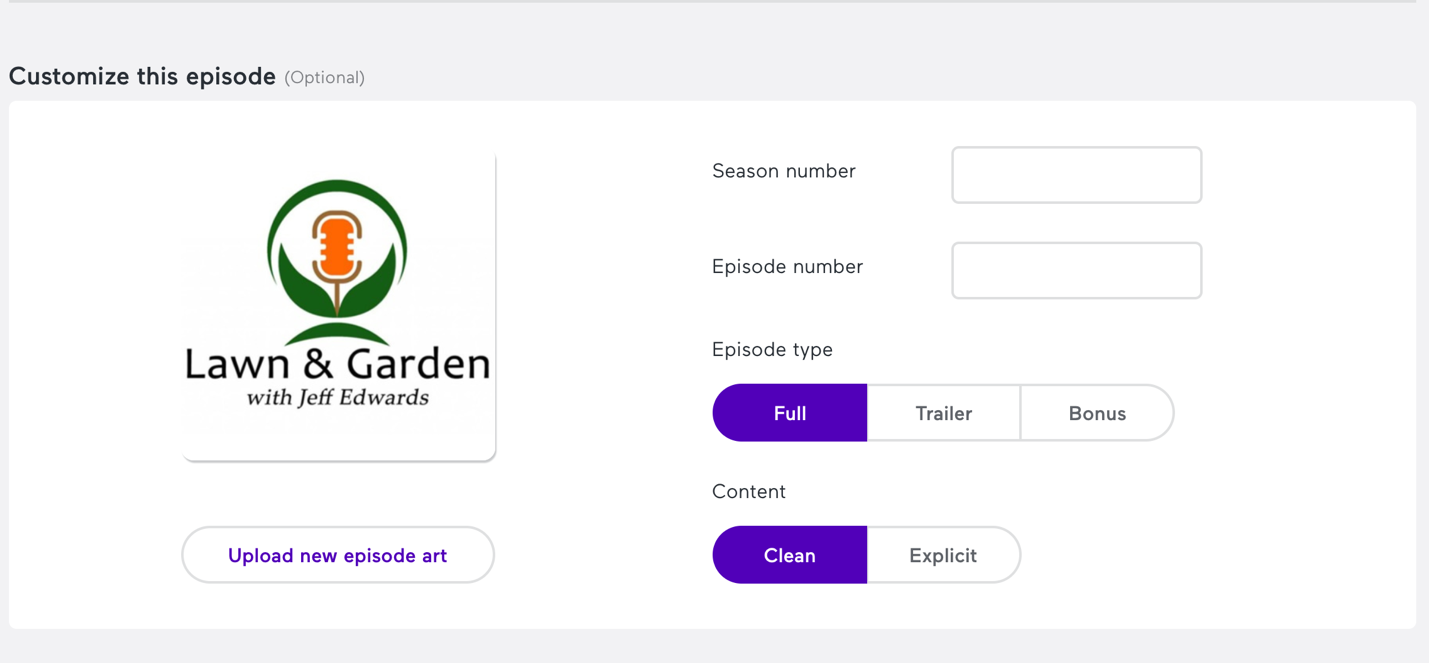 Customize this episode (Optional)
Lawn & Garden
with Jeff Edwards
Upload new episode art
Season number
Episode number
Episode type
Full Trailer Bonus
Content
Clean Explicit